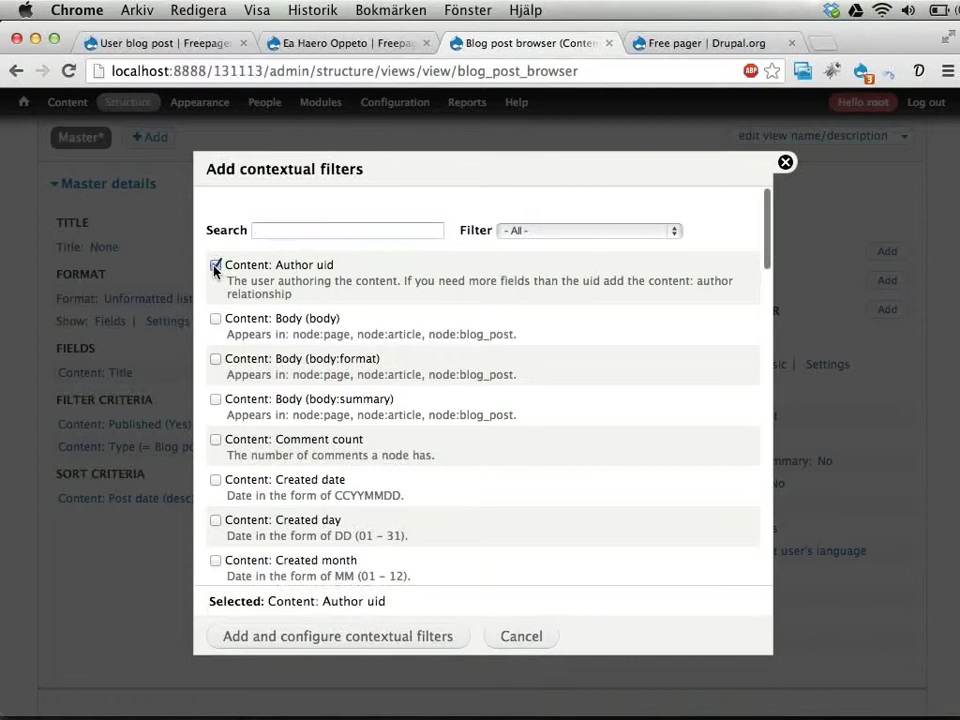 Chrome Arkiv Redigera Visa Historik Bokmärken Fönster Hjälp
User blog post | Freepage
Ea Haero Oppeto | Freepag
Blog post browser (Conten
Free pager | Drupal.org
localhost:8888/131113/admin/structure/views/view/blog_post_browser
ABP
3
D
Content Structure Appearance People Modules Configuration Reports Help
Hello root Log out
Master* + Add
edit view name/description
Master details
TITLE
Title: None
FORMAT
Format: Unformatted list
Show: Fields | Settings
FIELDS
Content: Title
FILTER CRITERIA
Content: Published (Yes)
Content: Type (= Blog po
SORT CRITERIA
Content: Post date (desc)
Add contextual filters
Search
Filter - All -
Content: Author uid
The user authoring the content. If you need more fields than the uid add the content: author
relationship
Content: Body (body)
Appears in: node:page, node:article, node:blog_post.
Content: Body (body:format)
Appears in: node:page, node:article, node:blog_post.
Content: Body (body:summary)
Appears in: node:page, node:article, node:blog_post.
Content: Comment count
The number of comments a node has.
Content: Created date
Date in the form of CCYYMMDD.
Content: Created day
Date in the form of DD (01 - 31).
Content: Created month
Date in the form of MM (01 - 12).
Selected: Content: Author uid
Add and configure contextual filters
Cancel
Add
Add
Add
Settings
ummary: No
No
t user's language